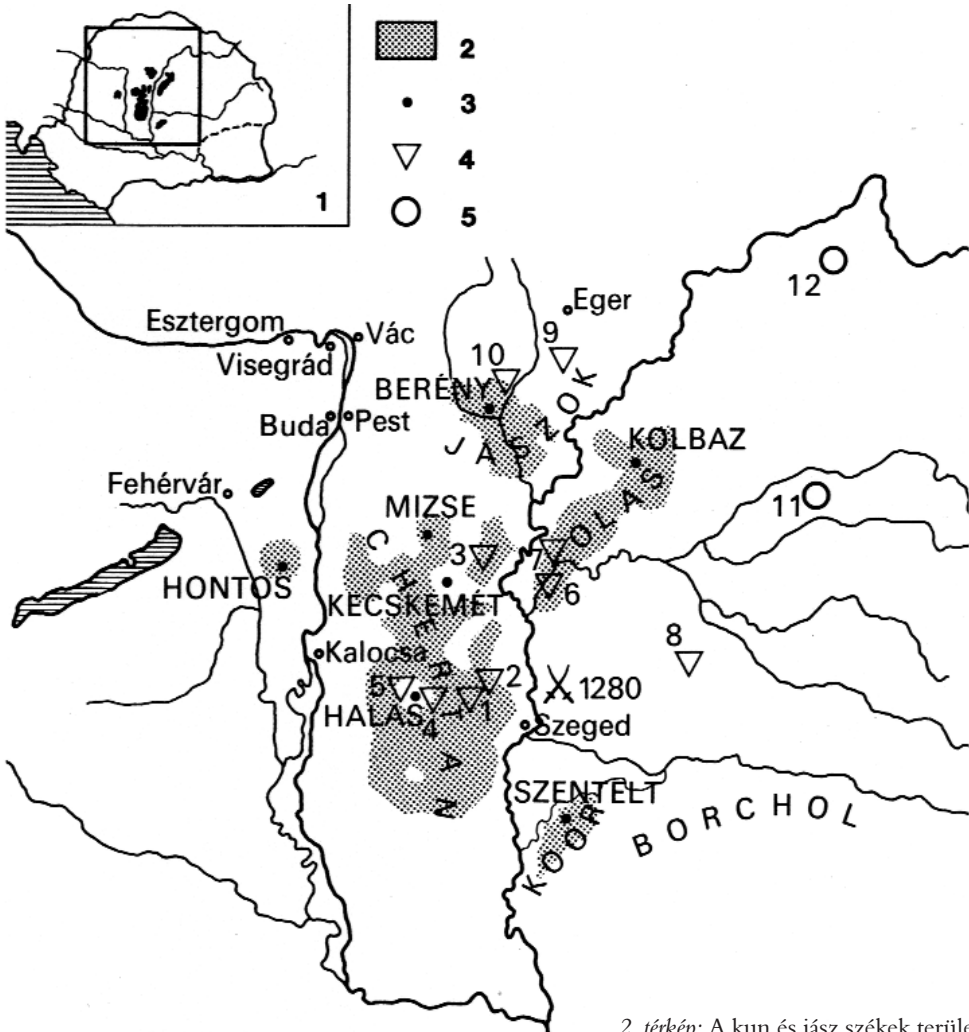 1
2
3
4
5
12
Eger
Esztergom
Vác
Visegrád
9
10
BERÉNY
JÁSZOK
Buda
Pest
KOLBAZ
Fehérvár
OLAS
11
MIZSE
3
7
HONTOS
KECSKEMÉT
6
CHERTAN
Kalocsa
8
5
2
1280
HALAS
4
1
Szeged
SZENTELT
KOOR
BORCHOL
2. térkép: A kun és jász székek terüle